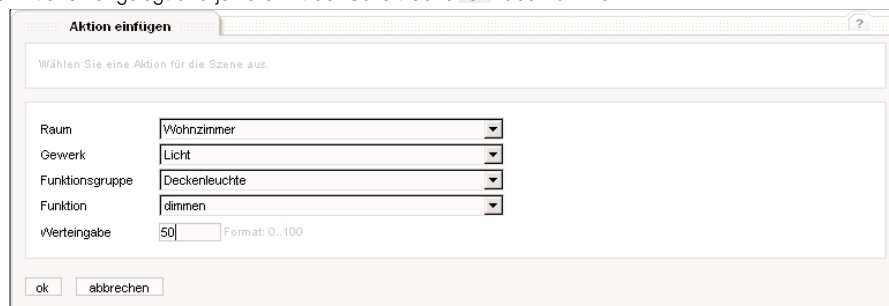 Aktion einfügen
?
Wählen Sie eine Aktion für die Szene aus.
Raum Wohnzimmer
Gewerk Licht
Funktionsgruppe Deckenleuchte
Funktion dimmen
Werteingabe 50 Format: 0..100
ok abbrechen